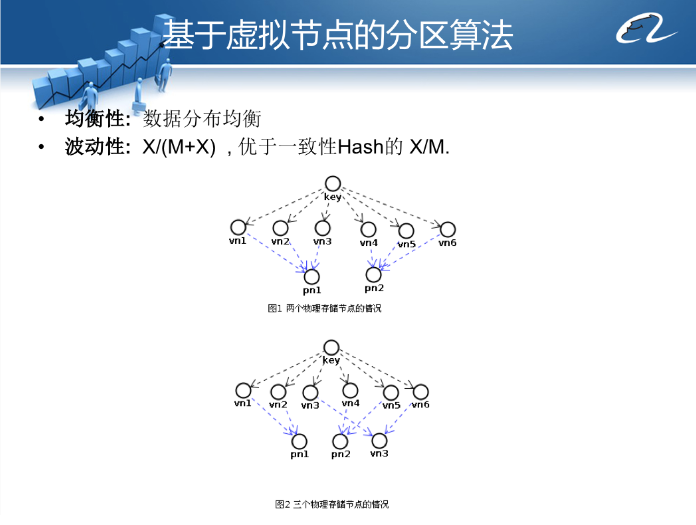 基于虚拟节点的分区算法
• 均衡性: 数据分布均衡
• 波动性: X/(M+X) , 优于一致性Hash的 X/M.
key
vn1 vn2 vn3 vn4 vn5 vn6
pn1 pn2
图1 两个物理存储节点的情况
key
vn1 vn2 vn3 vn4 vn5 vn6
pn1 pn2 vn3
图2 三个物理存储节点的情况